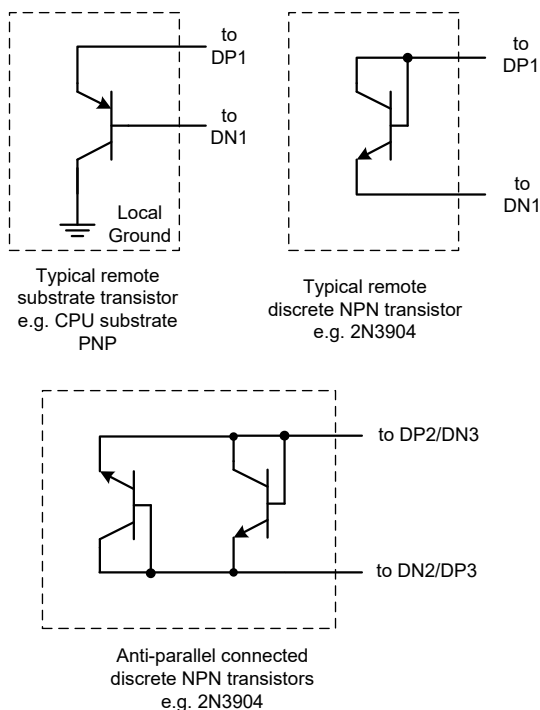 to
DP1
to
DN1
Local
Ground
Typical remote
substrate transistor
e.g. CPU substrate
PNP
to
DP1
to
DN1
Typical remote
discrete NPN transistor
e.g. 2N3904
to DP2/DN3
to DN2/DP3
Anti-parallel connected
discrete NPN transistors
e.g. 2N3904